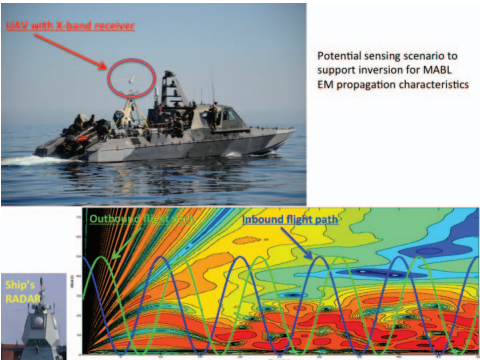 UAV with X-band receiver
Potential sensing scenario to
support inversion for MABL
EM propagation characteristics
Inbound flight path
Outbound flight path
Ship's
RADAR